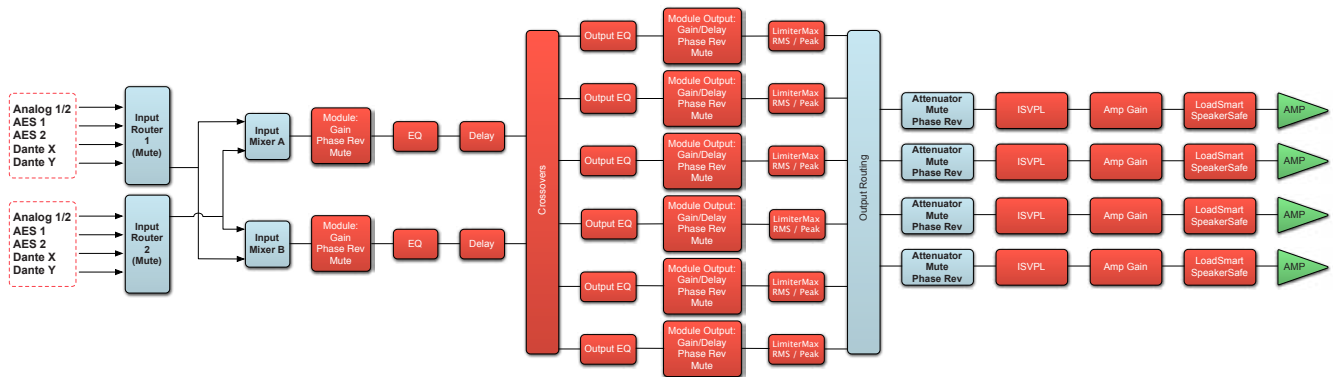 Analog 1/2
AES 1
AES 2
Dante X
Dante Y
Input
Router
1
(Mute)
Analog 1/2
AES 1
AES 2
Dante X
Dante Y
Input
Router
2
(Mute)
Input
Mixer A
Module:
Gain
Phase Rev
Mute
EQ
Delay
Input
Mixer B
Module:
Gain
Phase Rev
Mute
EQ
Delay
Crossovers
Output EQ
Module Output:
Gain/Delay
Phase Rev
Mute
LimiterMax
RMS / Peak
Output EQ
Module Output:
Gain/Delay
Phase Rev
Mute
LimiterMax
RMS / Peak
Output EQ
Module Output:
Gain/Delay
Phase Rev
Mute
LimiterMax
RMS / Peak
Output EQ
Module Output:
Gain/Delay
Phase Rev
Mute
LimiterMax
RMS / Peak
Output EQ
Module Output:
Gain/Delay
Phase Rev
Mute
LimiterMax
RMS / Peak
Output EQ
Module Output:
Gain/Delay
Phase Rev
Mute
LimiterMax
RMS / Peak
Output Routing
Attenuator
Mute
Phase Rev
ISVPL
Amp Gain
LoadSmart
SpeakerSafe
AMP
Attenuator
Mute
Phase Rev
ISVPL
Amp Gain
LoadSmart
SpeakerSafe
AMP
Attenuator
Mute
Phase Rev
ISVPL
Amp Gain
LoadSmart
SpeakerSafe
AMP
Attenuator
Mute
Phase Rev
ISVPL
Amp Gain
LoadSmart
SpeakerSafe
AMP